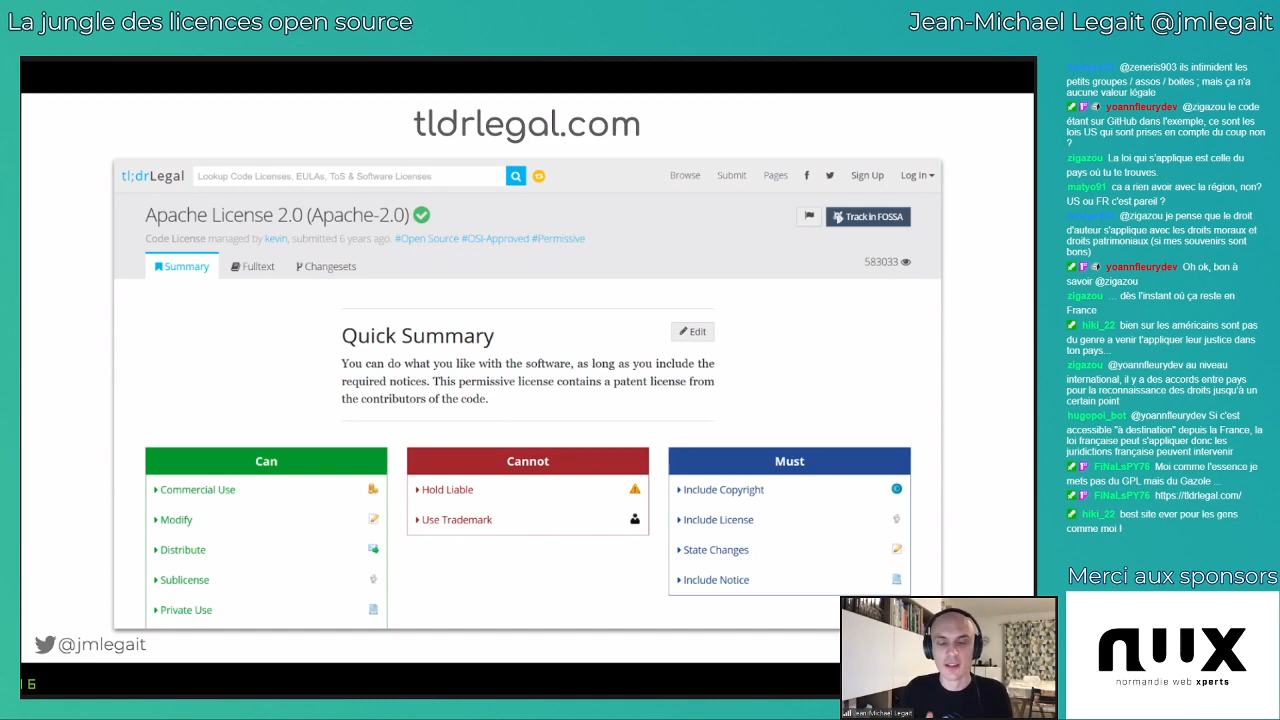 La jungle des licences open source
Jean-Michael Legait @jmlegait
tldrlegal.com
tl;drLegal
Lookup Code Licenses, EULAs, ToS & Software Licenses
Browse
Submit
Pages
Sign Up
Log In
Apache License 2.0 (Apache-2.0)
Track in FOSSA
Code License managed by kevin, submitted 6 years ago. #Open Source #OSI-Approved #Permissive
Summary
Fulltext
Changesets
583033
Quick Summary
Edit
You can do what you like with the software, as long as you include the
required notices. This permissive license contains a patent license from
the contributors of the code.
Can
Commercial Use
Modify
Distribute
Sublicense
Private Use
Cannot
Hold Liable
Use Trademark
Must
Include Copyright
Include License
State Changes
Include Notice
@jmlegait
16
Jean-Michael Legait
@zeneris903 ils intimident les
petits groupes / assos / boites ; mais ça n'a
aucune valeur légale
yoannfleurydev @zigazou le code
étant sur GitHub dans l'exemple, ce sont les
lois US qui sont prises en compte du coup non
?
zigazou La loi qui s'applique est celle du
pays où tu te trouves.
matyo91 ca a rien avoir avec la région, non?
US ou FR c'est pareil ?
@zigazou je pense que le droit
d'auteur s'applique avec les droits moraux et
droits patrimoniaux (si mes souvenirs sont
bons)
yoannfleurydev Oh ok, bon à
savoir @zigazou
zigazou ... dès l'instant où ça reste en
France
hiki_22 bien sur les américains sont pas
du genre a venir t'appliquer leur justice dans
ton pays...
zigazou @yoannfleurydev au niveau
international, il y a des accords entre pays
pour la reconnaissance des droits jusqu'à un
certain point
hugopoi_bot @yoannfleurydev Si c'est
accessible "à destination" depuis la France, la
loi française peut s'appliquer donc les
juridictions française peuvent intervenir
FiNaLsPY76 Moi comme l'essence je
mets pas du GPL mais du Gazole ...
FiNaLsPY76 https://tldrlegal.com/
hiki_22 best site ever pour les gens
comme moi !
Merci aux sponsors
nwx
normandie web xperts